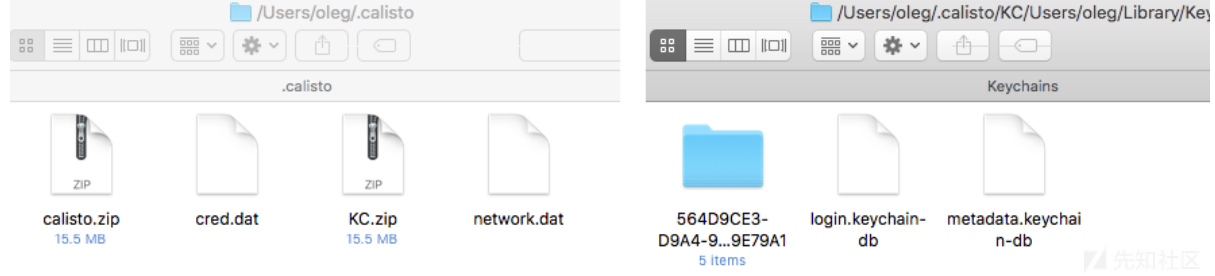 /Users/oleg/.calisto
.calisto
ZIP
calisto.zip
15.5 MB
cred.dat
ZIP
KC.zip
15.5 MB
network.dat
/Users/oleg/.calisto/KC/Users/oleg/Library/Key
Keychains
564D9CE3-
D9A4-9...9E79A1
5 items
login.keychain-
db
metadata.keychai
n-db
先知社区